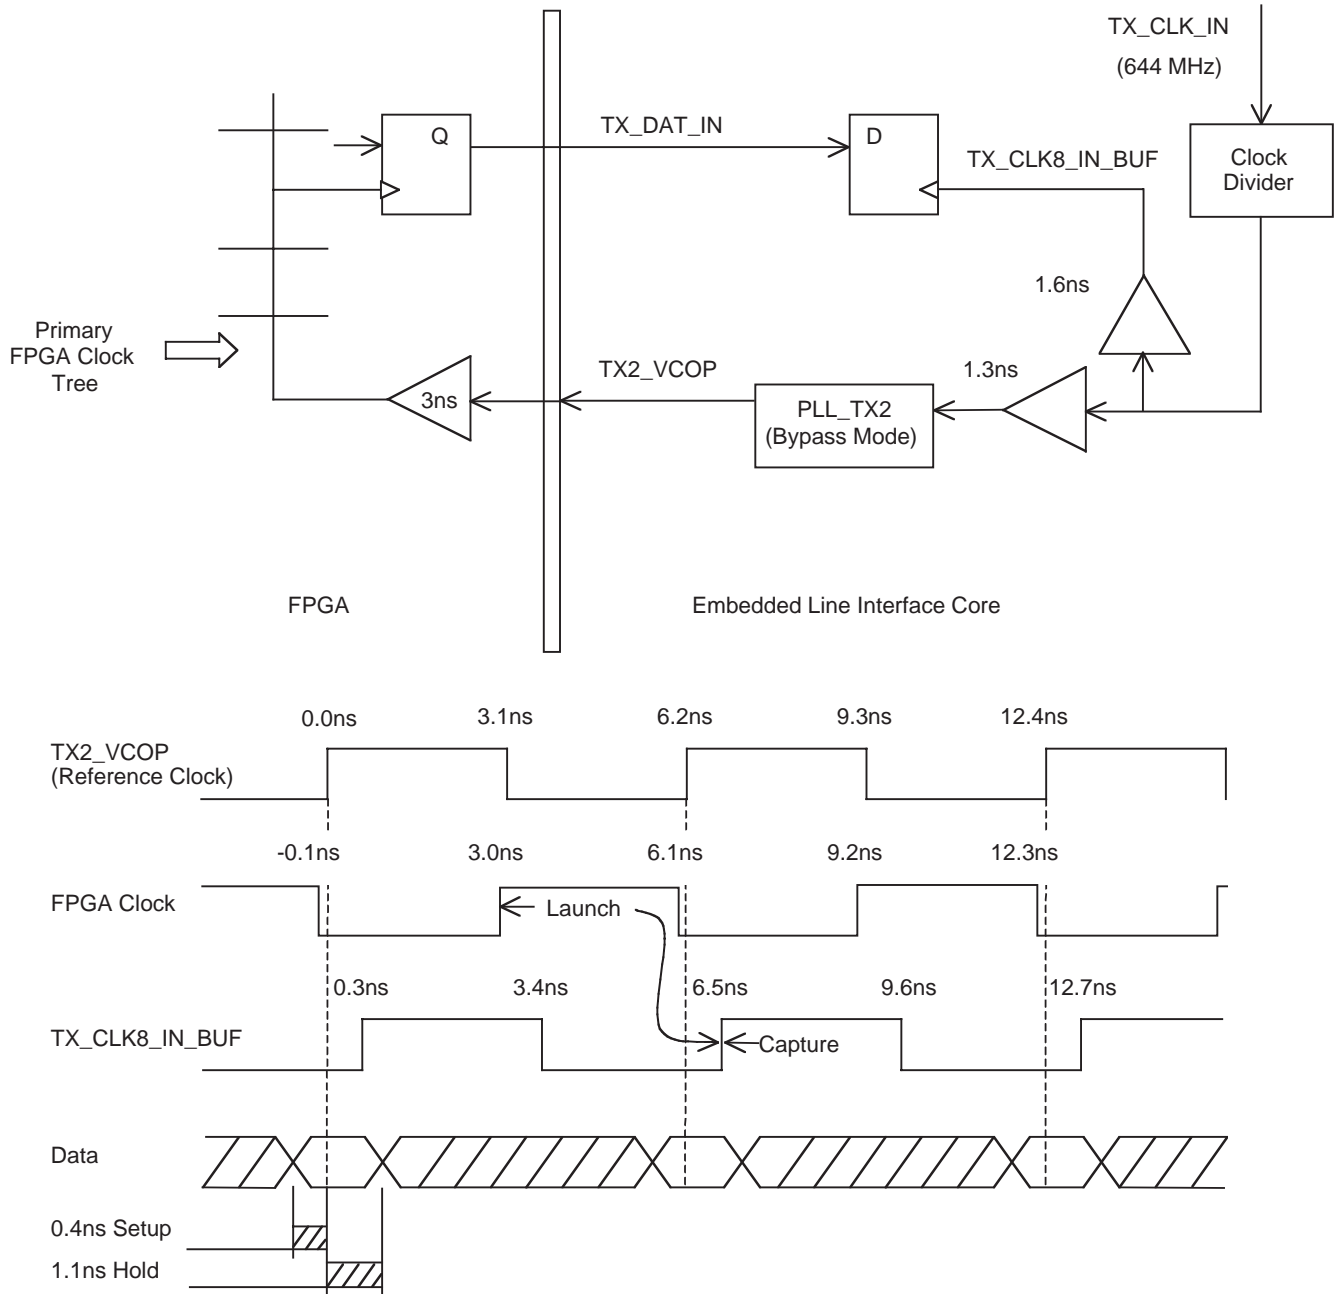 TX_CLK_IN
(644 MHz)
Q
TX_DAT_IN
D
TX_CLK8_IN_BUF
Clock
Divider
1.6ns
Primary
FPGA Clock
Tree
3ns
TX2_VCOP
1.3ns
PLL_TX2
(Bypass Mode)
FPGA
Embedded Line Interface Core
0.0ns
3.1ns
6.2ns
9.3ns
12.4ns
TX2_VCOP
(Reference Clock)
-0.1ns
3.0ns
6.1ns
9.2ns
12.3ns
FPGA Clock
Launch
0.3ns
3.4ns
6.5ns
9.6ns
12.7ns
TX_CLK8_IN_BUF
Capture
Data
0.4ns Setup
1.1ns Hold